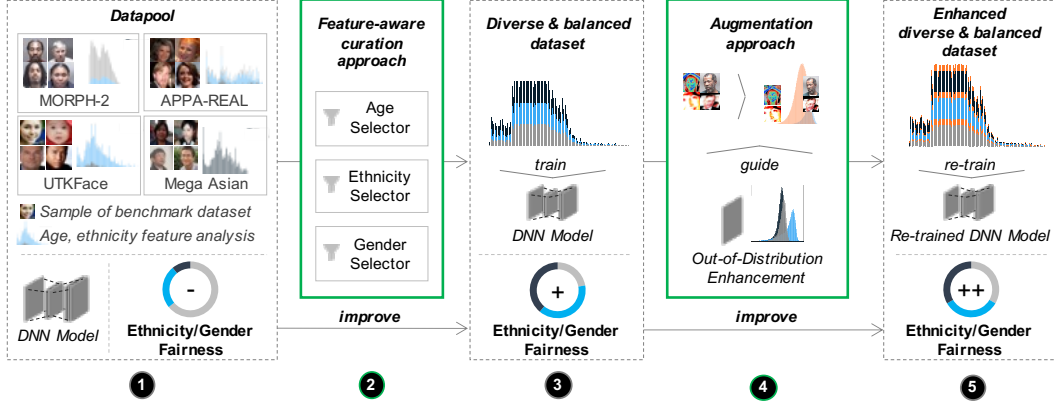 Datapool
MORPH-2
APPA-REAL
UTKFace
Mega Asian
Sample of benchmark dataset
Age, ethnicity feature analysis
DNN Model
-
Ethnicity/Gender
Fairness
1
Feature-aware
curation
approach
Age
Selector
Ethnicity
Selector
Gender
Selector
improve
2
Diverse & balanced
dataset
train
DNN Model
+
Ethnicity/Gender
Fairness
3
Augmentation
approach
guide
Out-of-Distribution
Enhancement
improve
4
Enhanced
diverse & balanced
dataset
re-train
Re-trained DNN Model
++
Ethnicity/Gender
Fairness
5